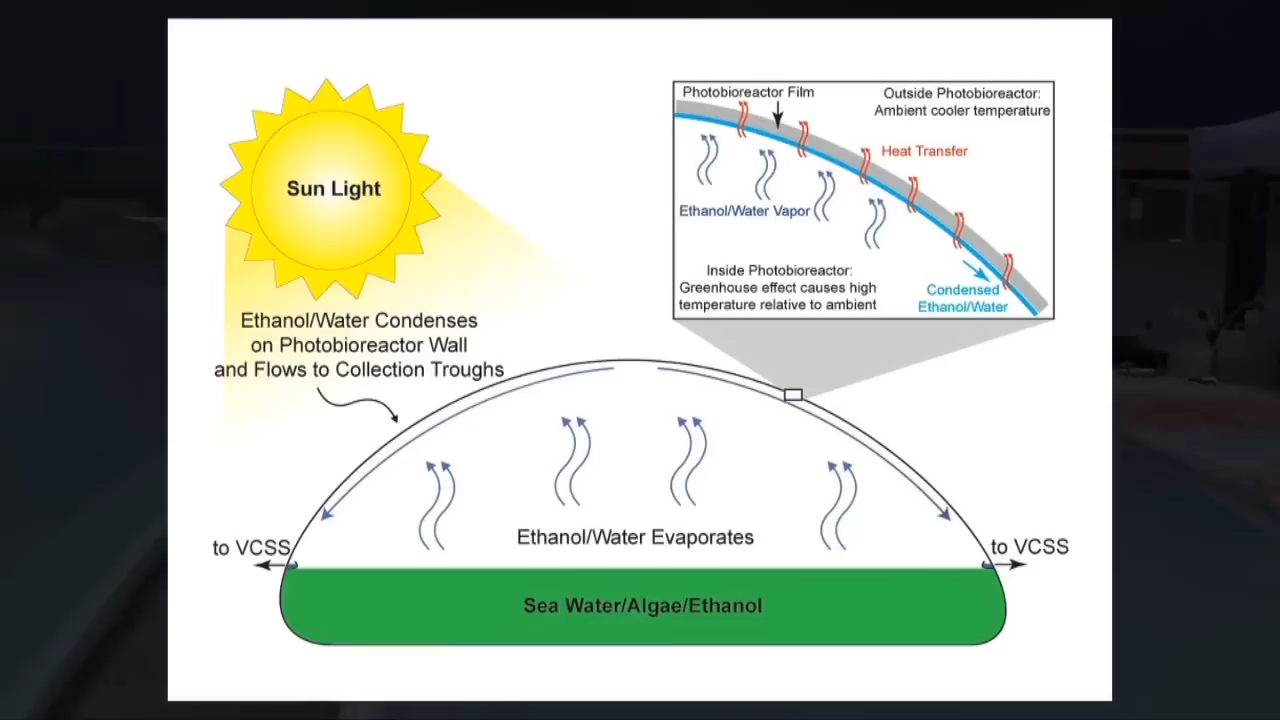 Sun Light
Ethanol/Water Condenses
on Photobioreactor Wall
and Flows to Collection Troughs
Photobioreactor Film
Outside Photobioreactor:
Ambient cooler temperature
Heat Transfer
Ethanol/Water Vapor
Inside Photobioreactor:
Greenhouse effect causes high
temperature relative to ambient
Condensed
Ethanol/Water
Ethanol/Water Evaporates
to VCSS
to VCSS
Sea Water/Algae/Ethanol